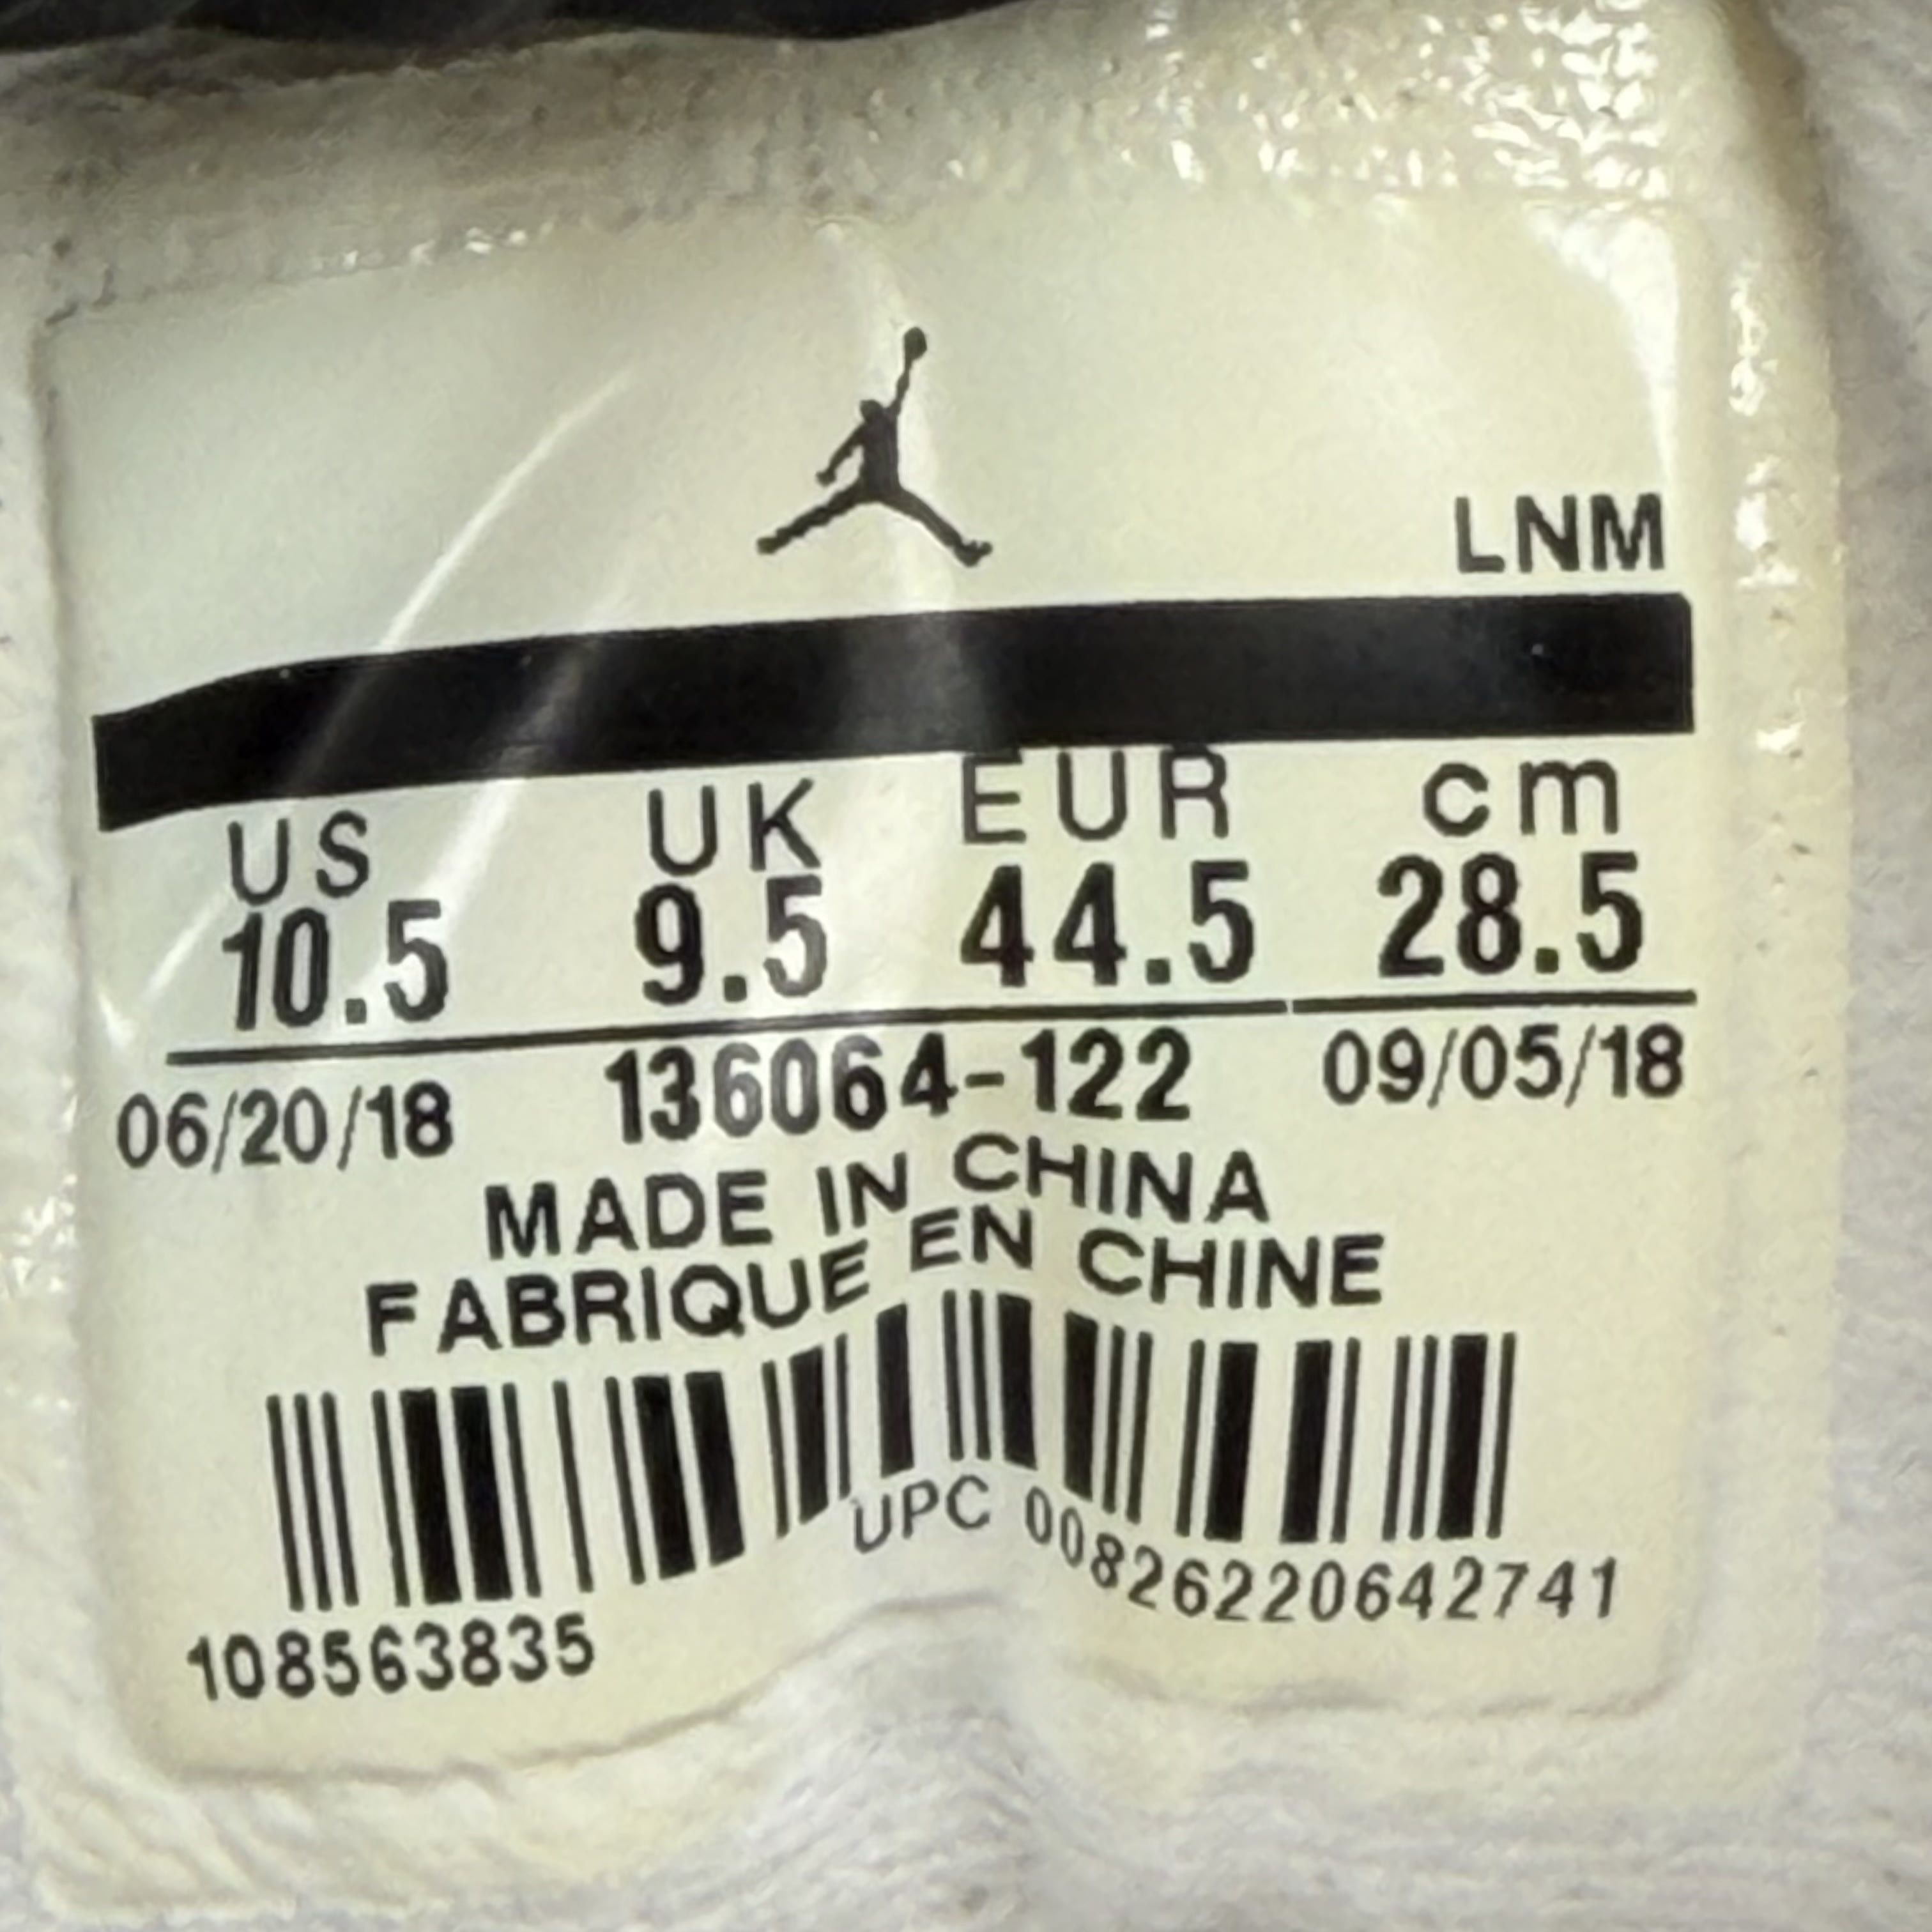 LNM
US UK EUR cm
10.5 9.5 44.5 28.5
06/20/18 136064-122 09/05/18
MADE IN CHINA
FABRIQUE EN CHINE
UPC 00826220642741
108563835